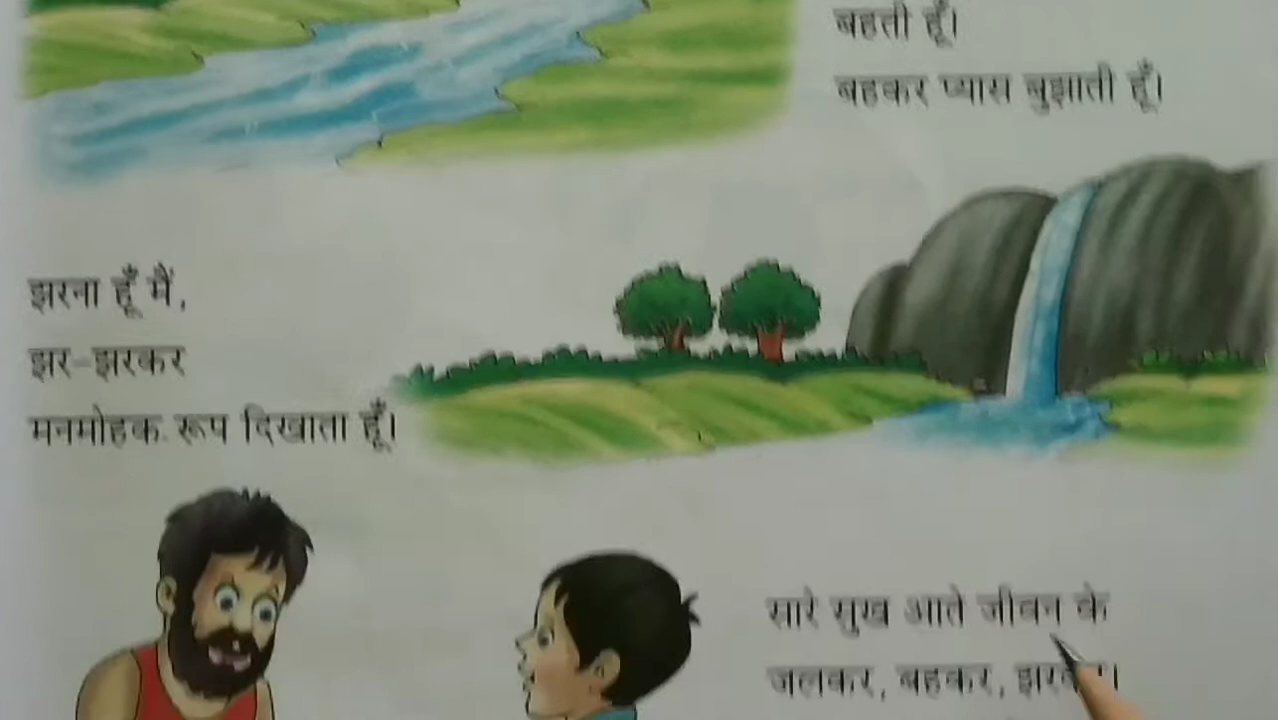 बहती हूँ।
बहकर प्यास बुझाती हूँ।
झरना हूँ मैं,
झर-झरकर
मनमोहक रूप दिखाता हूँ।
सारे सुख आते जीवन के
जलकर, बहकर,